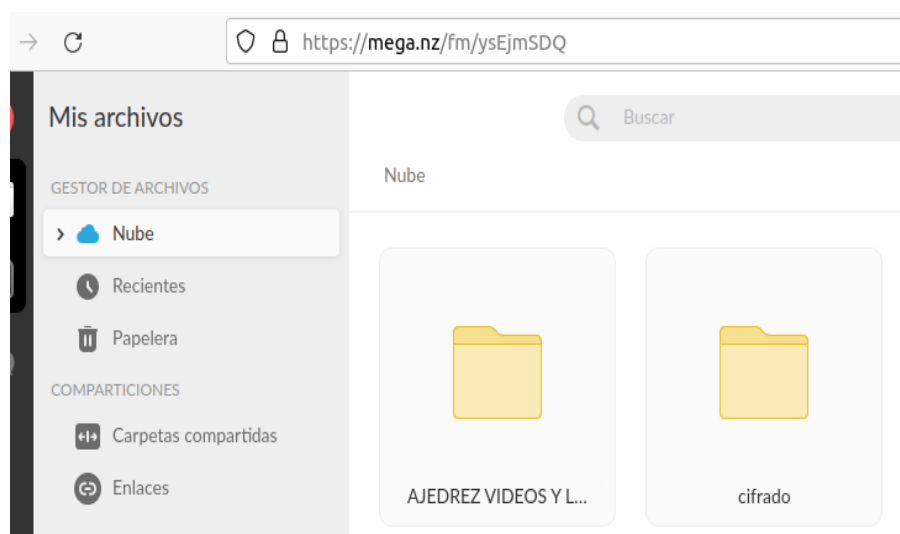 https://mega.nz/fm/ysEjmSDQ
Mis archivos
Buscar
GESTOR DE ARCHIVOS
Nube
Nube
Recientes
Papelera
COMPARTICIONES
Carpetas compartidas
Enlaces
AJEDREZ VIDEOS Y L...
cifrado